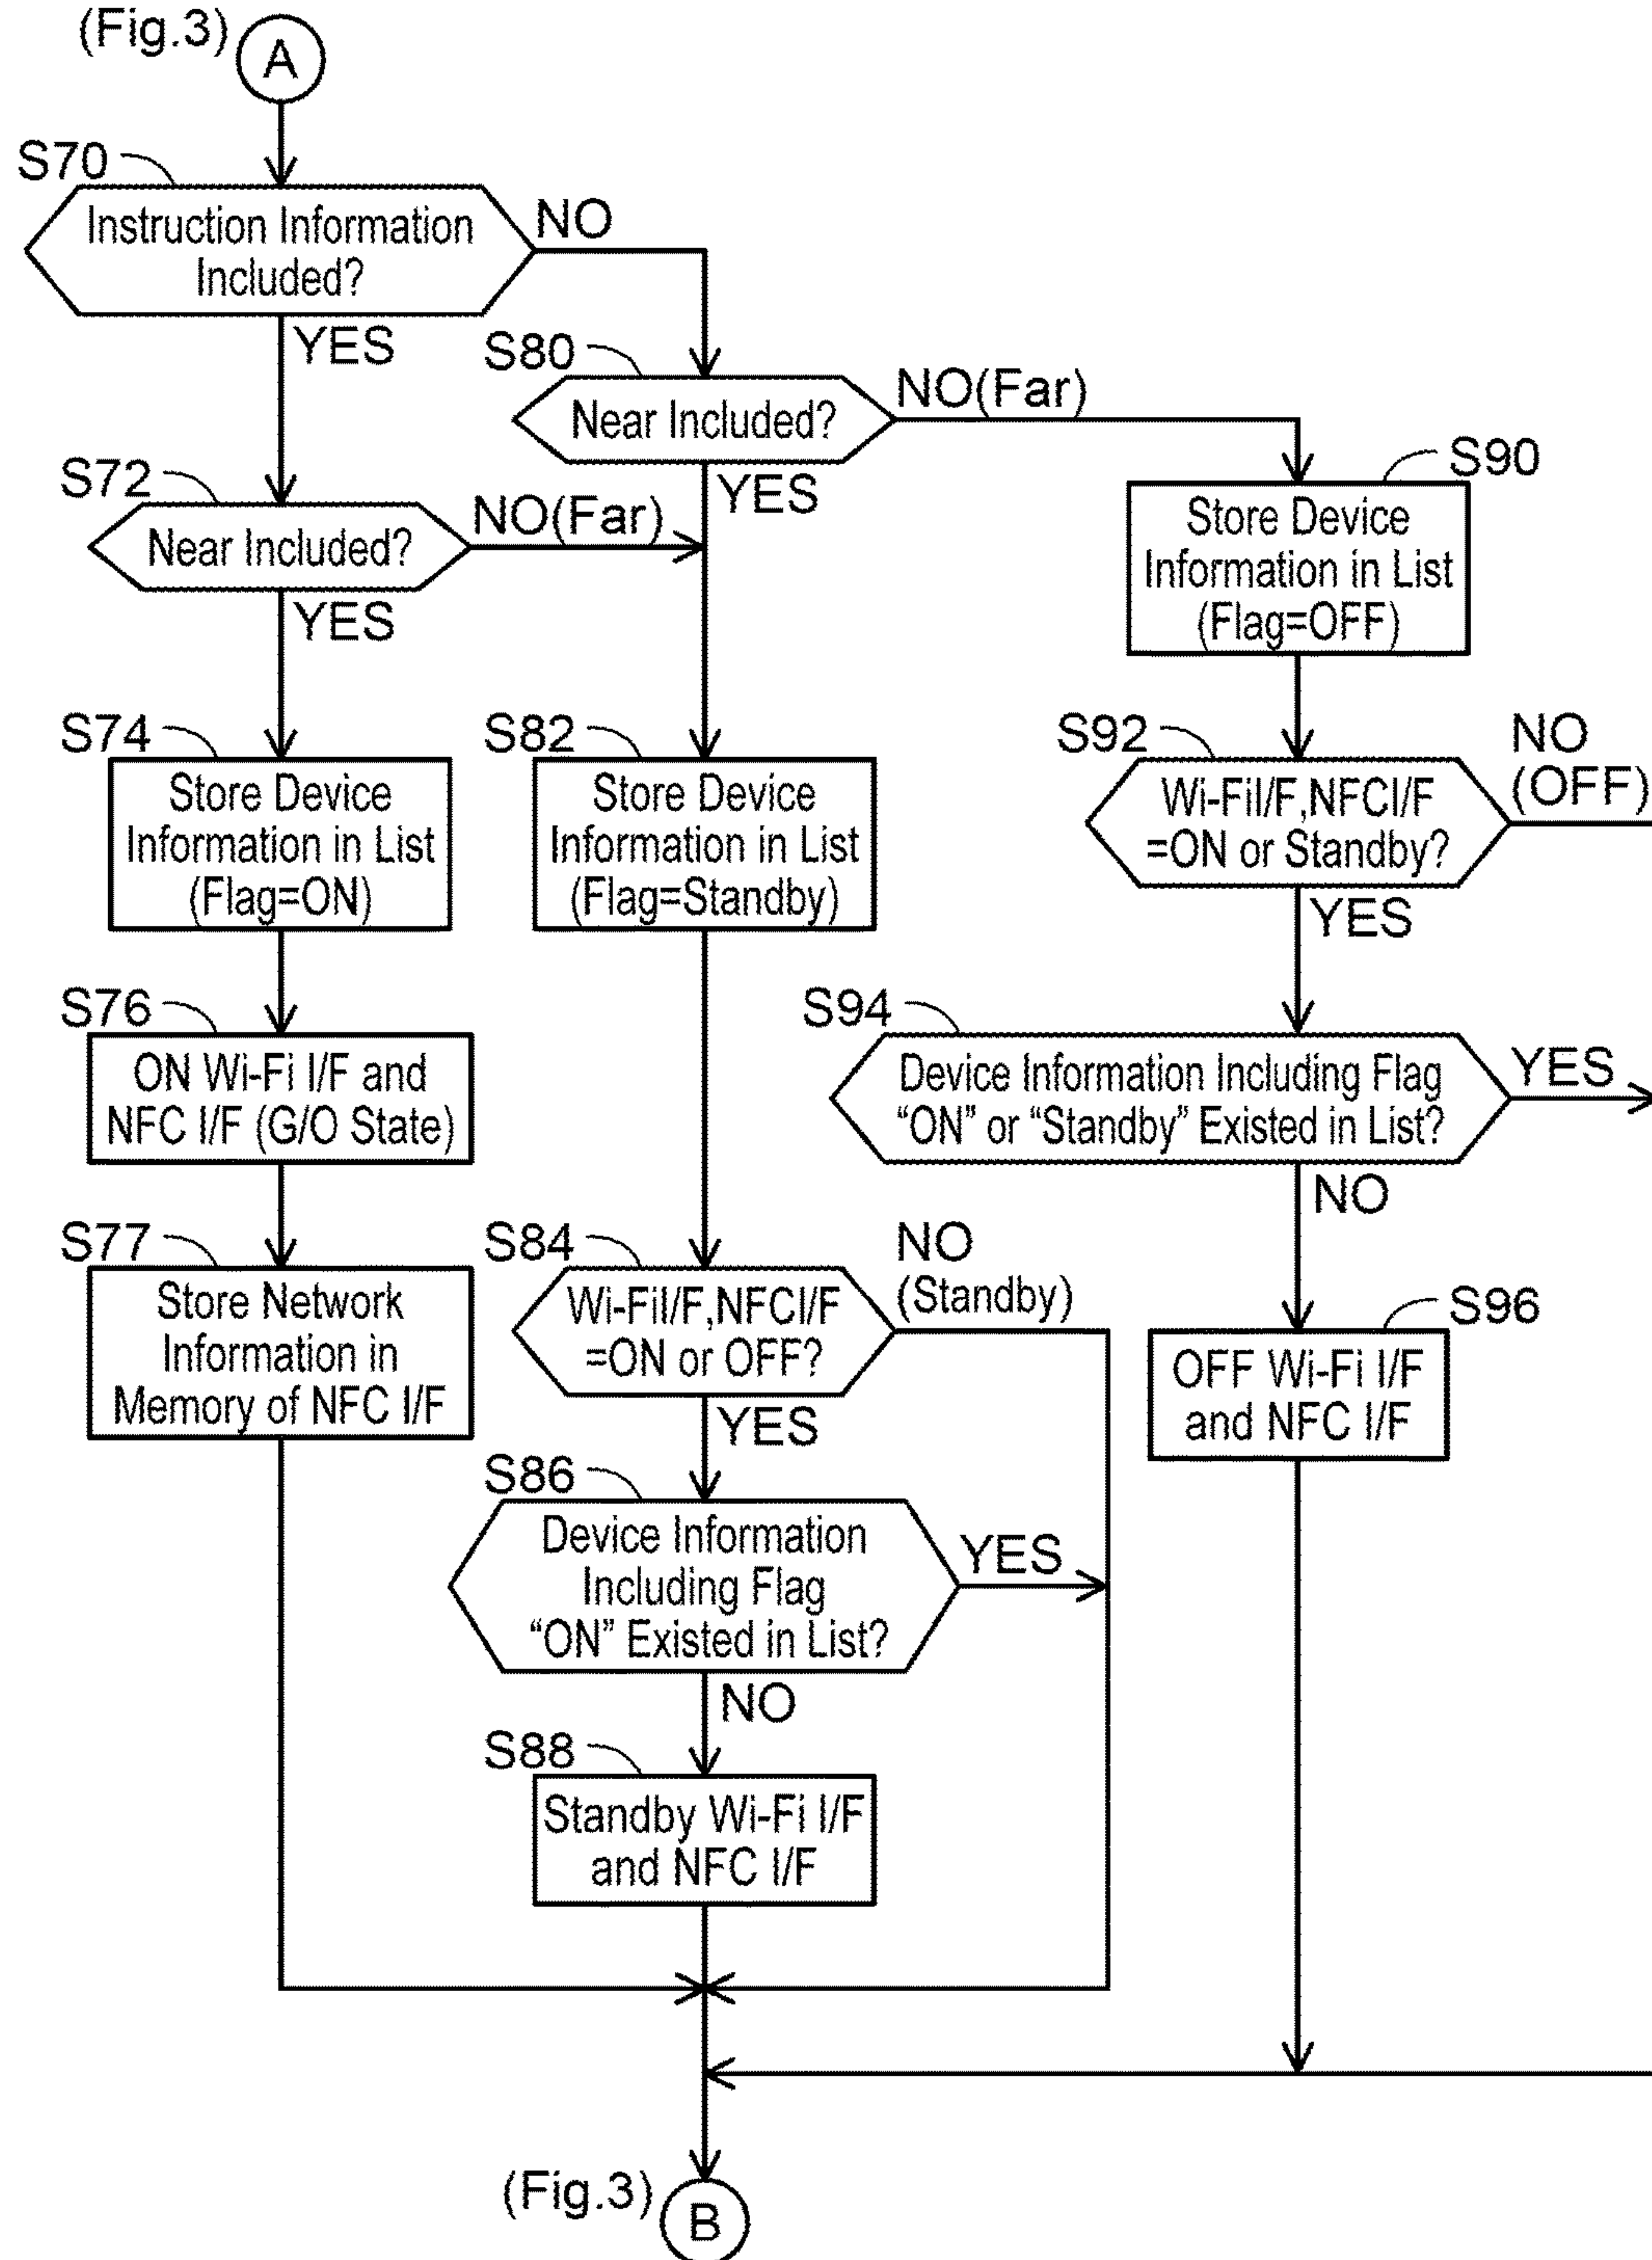 (Fig.3)
A
S70
Instruction Information
Included?
NO
YES
S80
Near Included?
NO(Far)
YES
S72
Near Included?
NO(Far)
YES
S90
Store Device
Information in List
(Flag=OFF)
S74
Store Device
Information in List
(Flag=ON)
S82
Store Device
Information in List
(Flag=Standby)
S92
Wi-FiI/F,NFCI/F
=ON or Standby?
NO
(OFF)
YES
S76
ON Wi-Fi I/F and
NFC I/F (G/O State)
S94
Device Information Including Flag
“ON” or “Standby” Existed in List?
YES
NO
S77
Store Network
Information in
Memory of NFC I/F
S84
Wi-FiI/F,NFCI/F
=ON or OFF?
NO
(Standby)
YES
S96
OFF Wi-Fi I/F
and NFC I/F
S86
Device Information
Including Flag
“ON” Existed in List?
YES
NO
S88
Standby Wi-Fi I/F
and NFC I/F
(Fig.3)
B